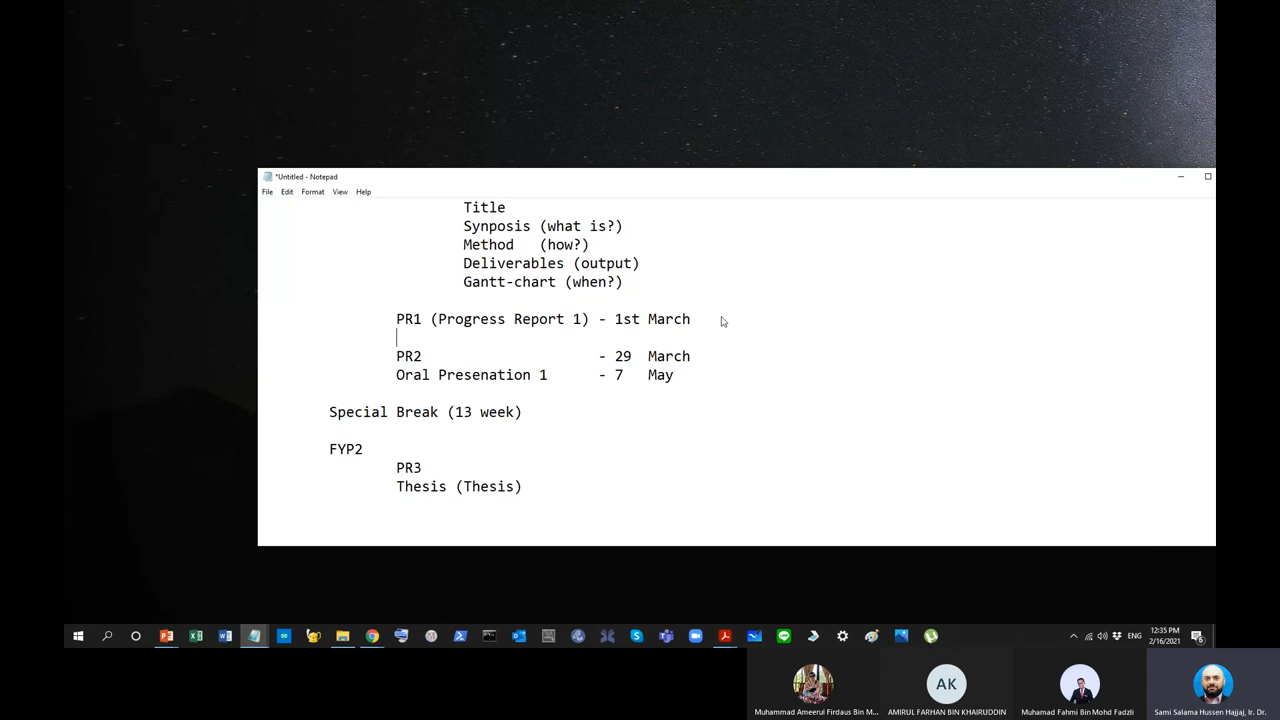 *Untitled - Notepad
File Edit Format View Help
Title
Synposis (what is?)
Method (how?)
Deliverables (output)
Gantt-chart (when?)
PR1 (Progress Report 1) - 1st March
PR2 - 29 March
Oral Presenation 1 - 7 May
Special Break (13 week)
FYP2
PR3
Thesis (Thesis)
ENG
12:35 PM
2/16/2021
AK
Muhammad Ameerul Firdaus Bin M...
AMIRUL FARHAN BIN KHAIRUDDIN
Muhamad Fahmi Bin Mohd Fadzli
Sami Salama Hussen Hajjaj, Ir. Dr.